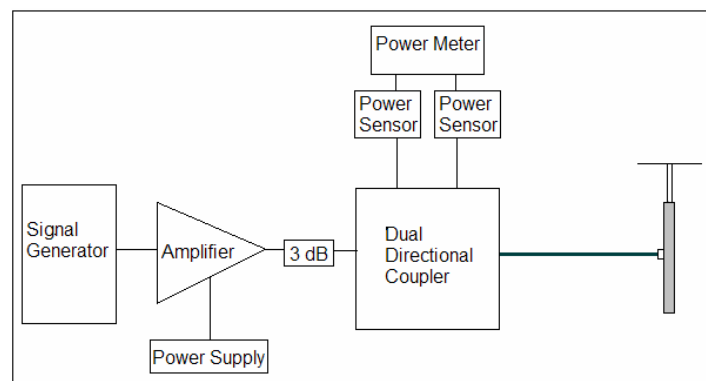 Power Meter
Power
Sensor
Power
Sensor
Signal
Generator
Amplifier
3 dB
Dual
Directional
Coupler
Power Supply